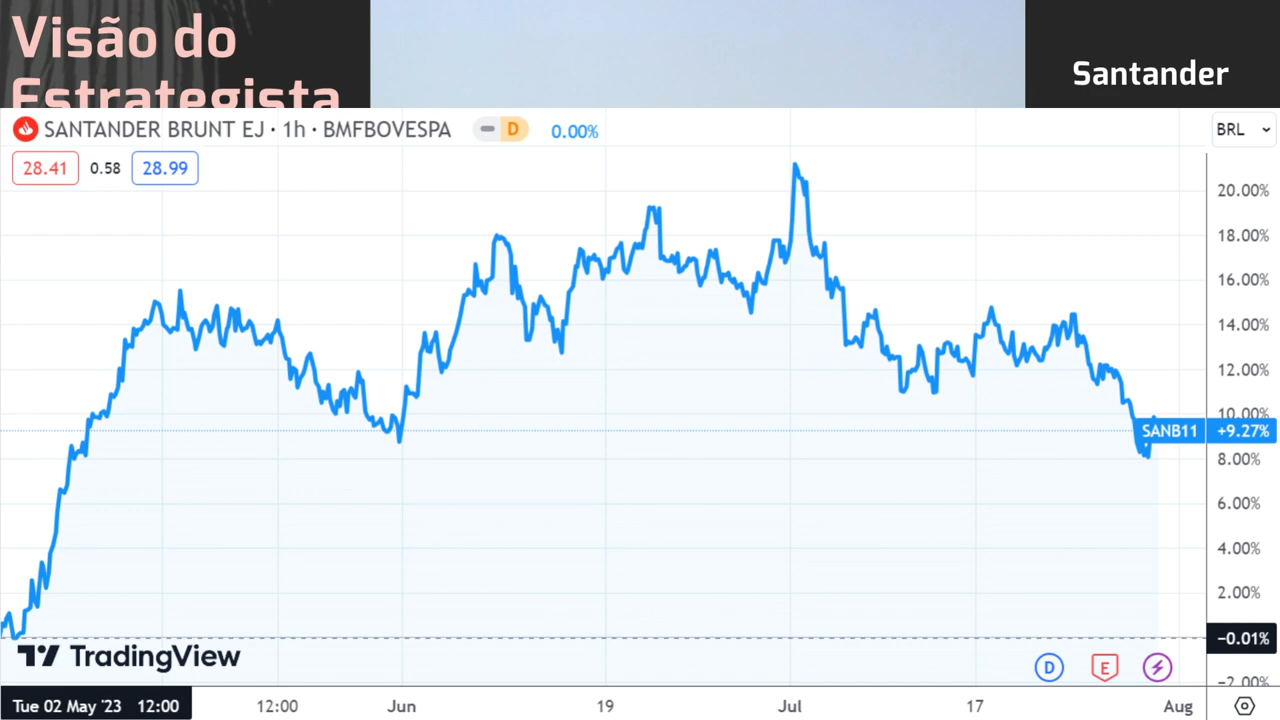 Visão do
Estrategista
Santander
SANTANDER BRUNT EJ · 1h · BMFBOVESPA
D
0.00%
BRL
28.41
0.58
28.99
20.00%
18.00%
16.00%
14.00%
12.00%
10.00%
SANB11
+9.27%
8.00%
6.00%
4.00%
2.00%
−0.01%
−2.00%
TradingView
D
E
Tue 02 May '23 12:00
12:00
Jun
19
Jul
17
Aug